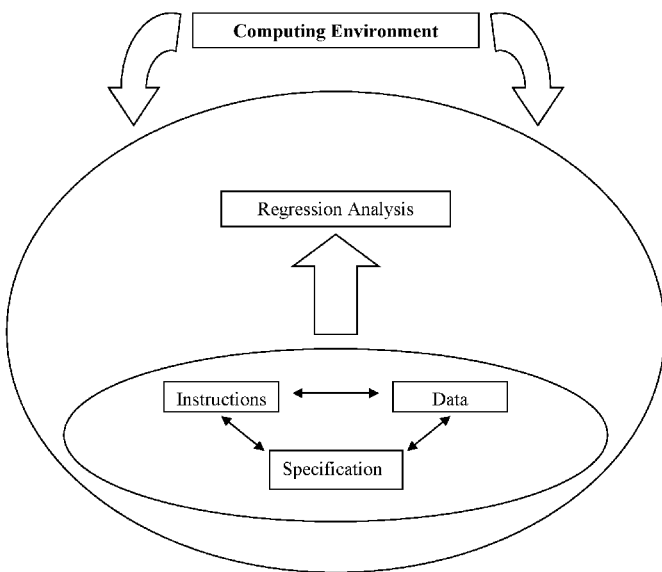 Computing Environment
Regression Analysis
Instructions
Data
Specification